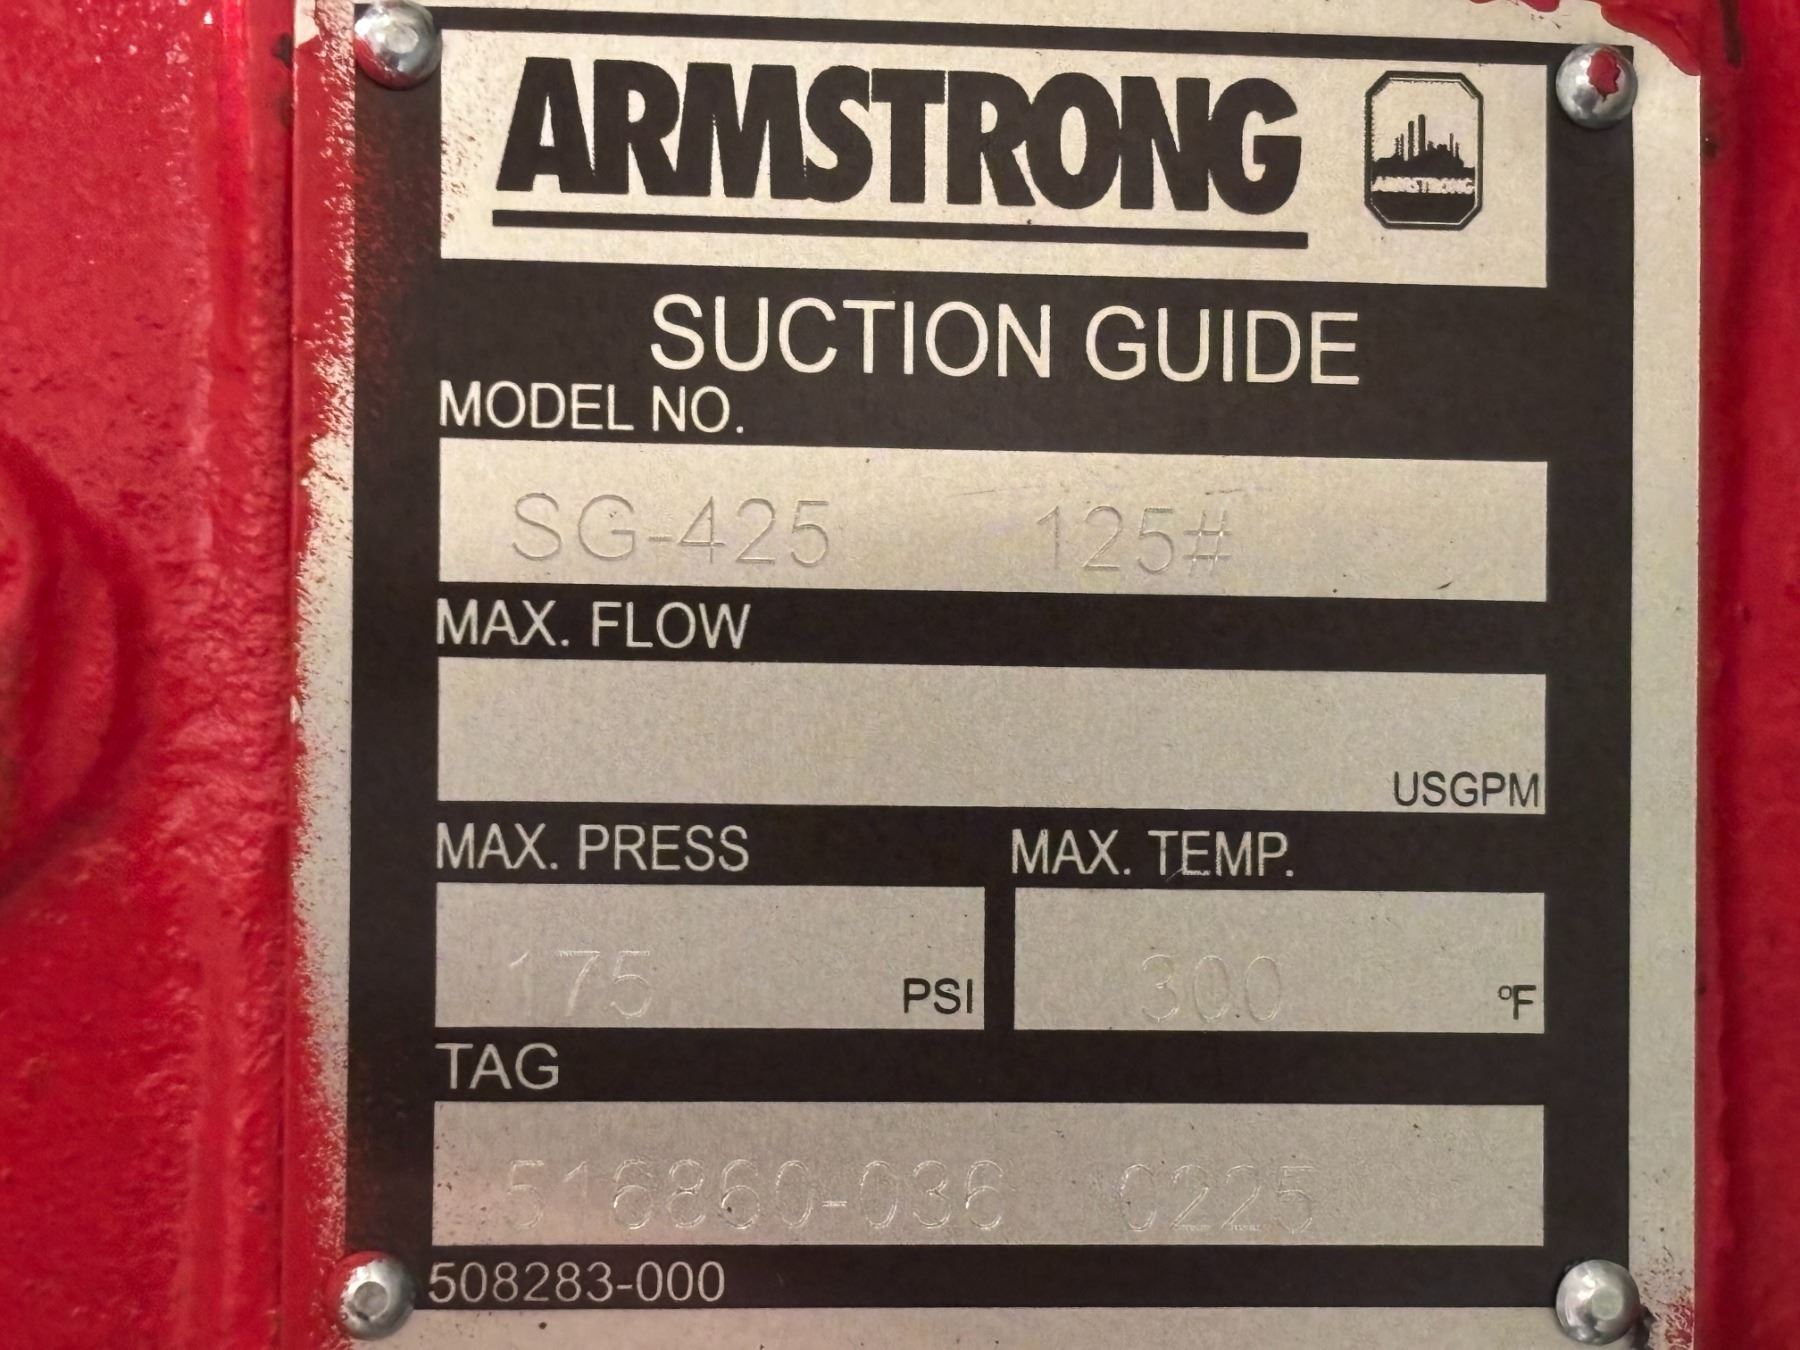 ARMSTRONG
ARMSTRONG
SUCTION GUIDE
MODEL NO.
SG-425 125#
MAX. FLOW
USGPM
MAX. PRESS MAX. TEMP.
175 PSI 300 °F
TAG
516860-036 0225
508283-000